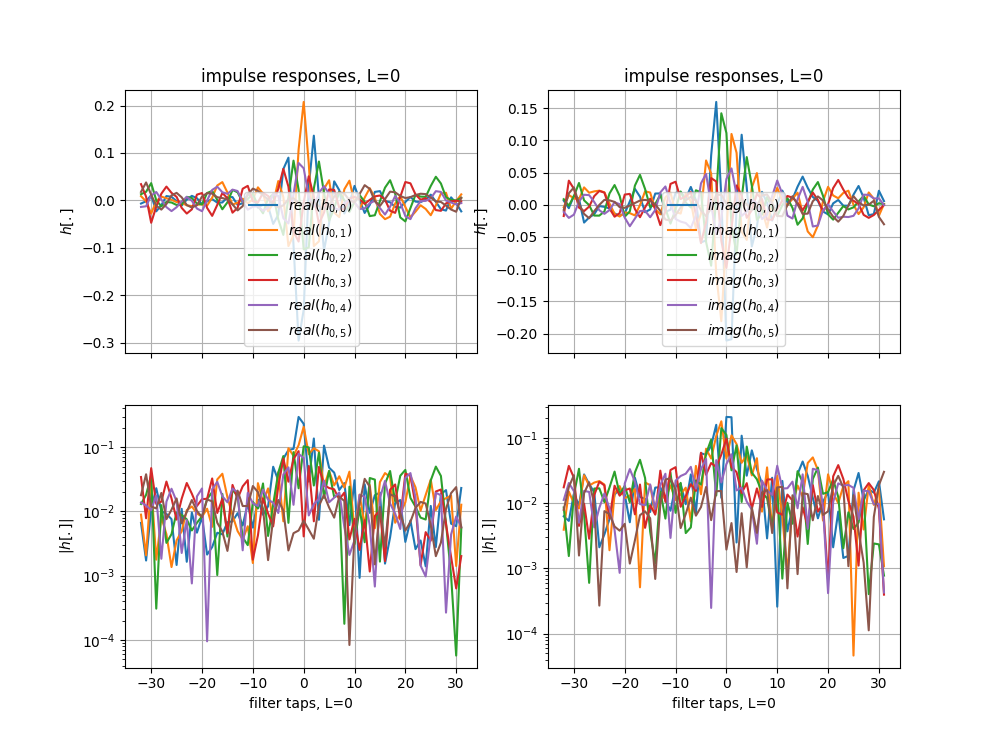 impulse responses, L=0
0.2
0.1
0.0
−0.1
−0.2
−0.3
h[.]
real(h0,0)
real(h0,1)
real(h0,2)
real(h0,3)
real(h0,4)
real(h0,5)
impulse responses, L=0
0.15
0.10
0.05
0.00
−0.05
−0.10
−0.15
−0.20
h[.]
imag(h0,0)
imag(h0,1)
imag(h0,2)
imag(h0,3)
imag(h0,4)
imag(h0,5)
10−1
10−2
10−3
10−4
|h[.]|
−30 −20 −10 0 10 20 30
filter taps, L=0
10−1
10−2
10−3
10−4
|h[.]|
−30 −20 −10 0 10 20 30
filter taps, L=0